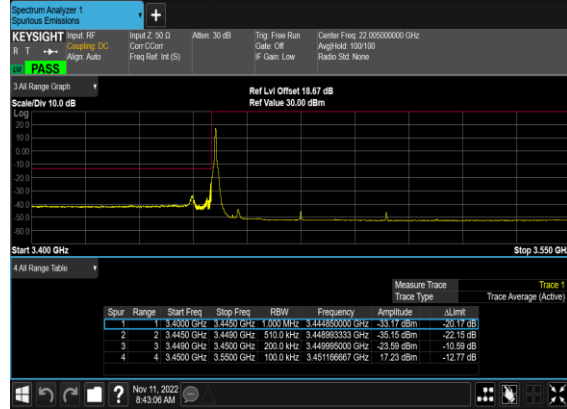 Spectrum Analyzer 1
Spurious Emissions
+
KEYSIGHT Input: RF Input Z: 50 Ω Atten: 30 dB Trig: Free Run Center Freq: 22.005000000 GHz
R T Coupling: DC Corr CCorr Gate: Off Avg|Hold: 100/100
Align: Auto Freq Ref: Int (S) IF Gain: Low Radio Std: None
PASS
3 All Range Graph
Ref Lvl Offset 18.67 dB
Scale/Div 10.0 dB Ref Value 30.00 dBm
Log
20.0
10.0
0.00
-10.0
-20.0
-30.0
-40.0
-50.0
-60.0
Start 3.400 GHz Stop 3.550 GH
4 All Range Table
Measure Trace Trace 1
Trace Type Trace Average (Active)
Spur Range Start Freq Stop Freq RBW Frequency Amplitude ΔLimit
1 1 3.4000 GHz 3.4450 GHz 1.000 MHz 3.444850000 GHz -33.17 dBm -20.17 dB
2 2 3.4450 GHz 3.4490 GHz 510.0 kHz 3.448993333 GHz -35.15 dBm -22.15 dB
3 3 3.4490 GHz 3.4500 GHz 200.0 kHz 3.449995000 GHz -23.59 dBm -10.59 dB
4 4 3.4500 GHz 3.5500 GHz 100.0 kHz 3.451166667 GHz 17.23 dBm -12.77 dB
? Nov 11, 2022
8:43:06 AM